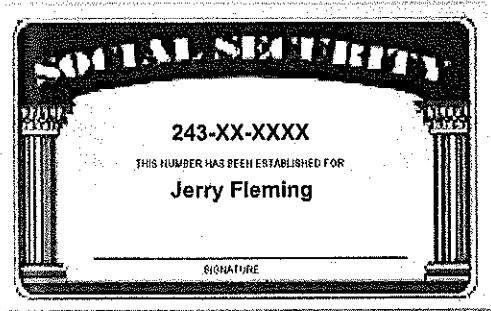 SOCIAL SECURITY
243-XX-XXXX
THIS NUMBER HAS BEEN ESTABLISHED FOR
Jerry Fleming
SIGNATURE